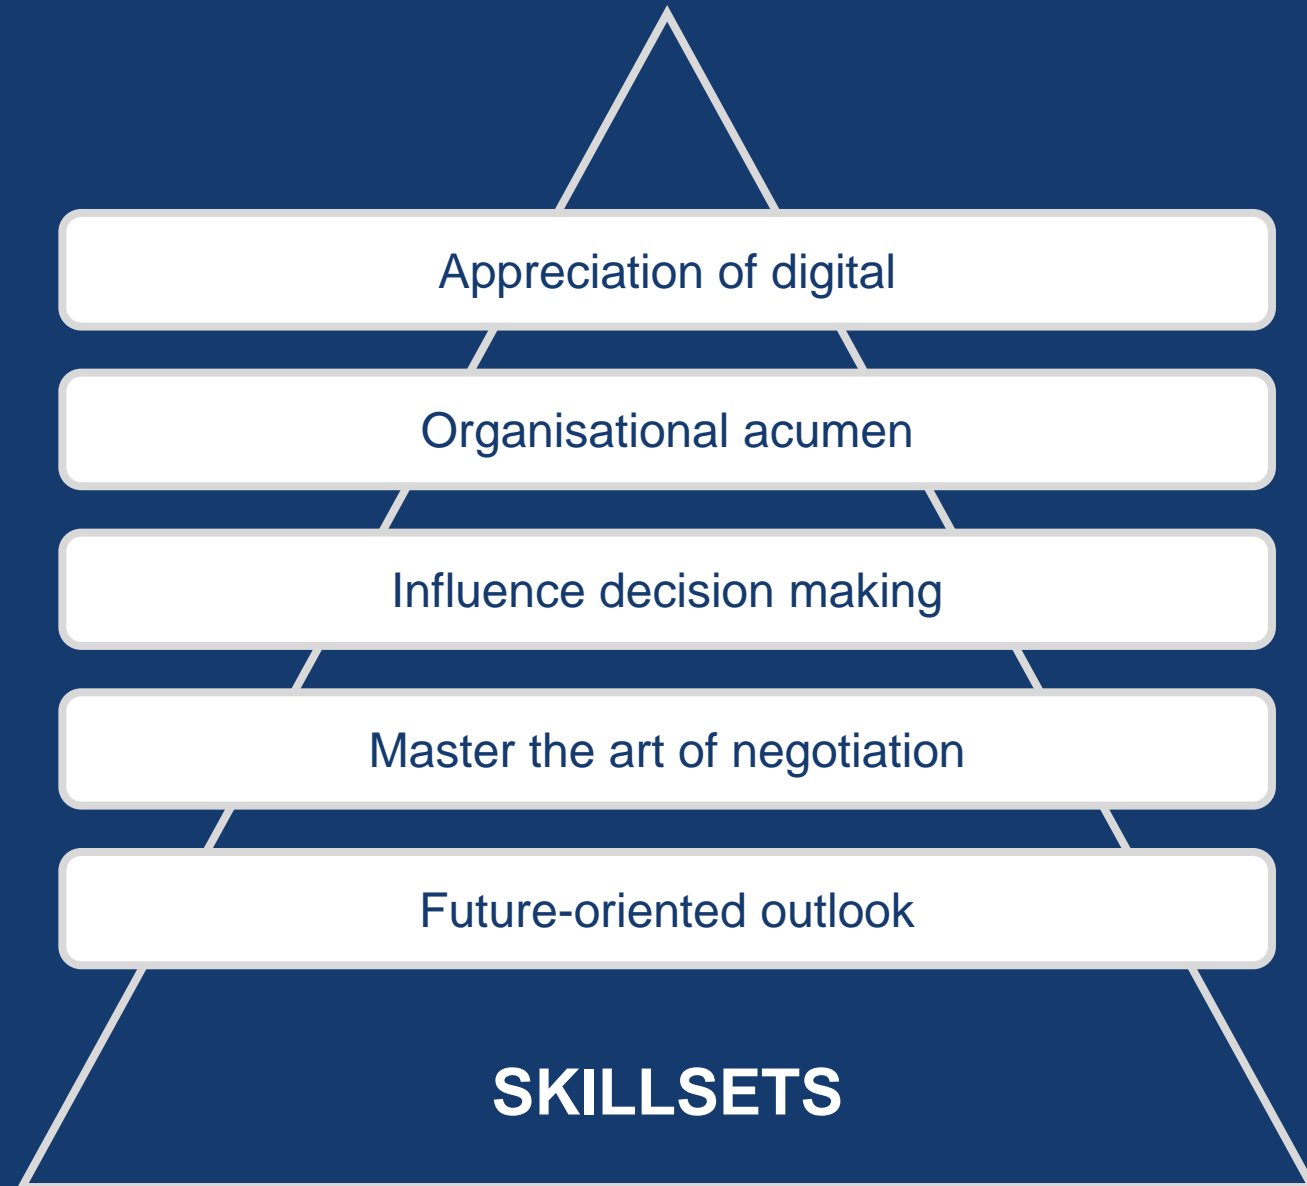 Appreciation of digital
Organisational acumen
Influence decision making
Master the art of negotiation
Future-oriented outlook
SKILLSETS